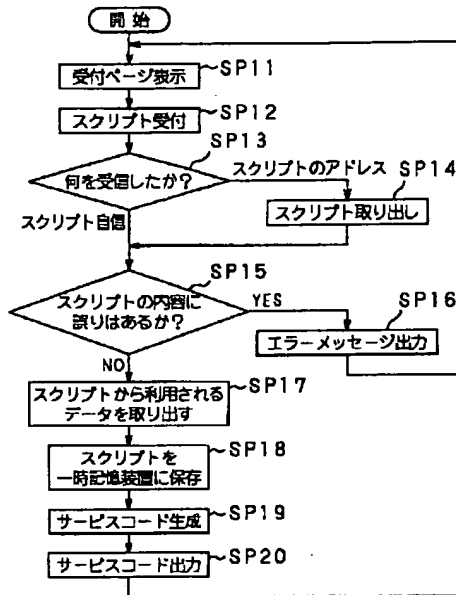 開始
受付ページ表示
SP11
スクリプト受付
SP12
SP13
何を受信したか?
スクリプトのアドレス
SP14
スクリプト取り出し
スクリプト自信
SP15
スクリプトの内容に
誤りはあるか?
YES
SP16
エラーメッセージ出力
NO
SP17
スクリプトから利用される
データを取り出す
SP18
スクリプトを
一時記憶装置に保存
サービスコード生成
SP19
サービスコード出力
SP20